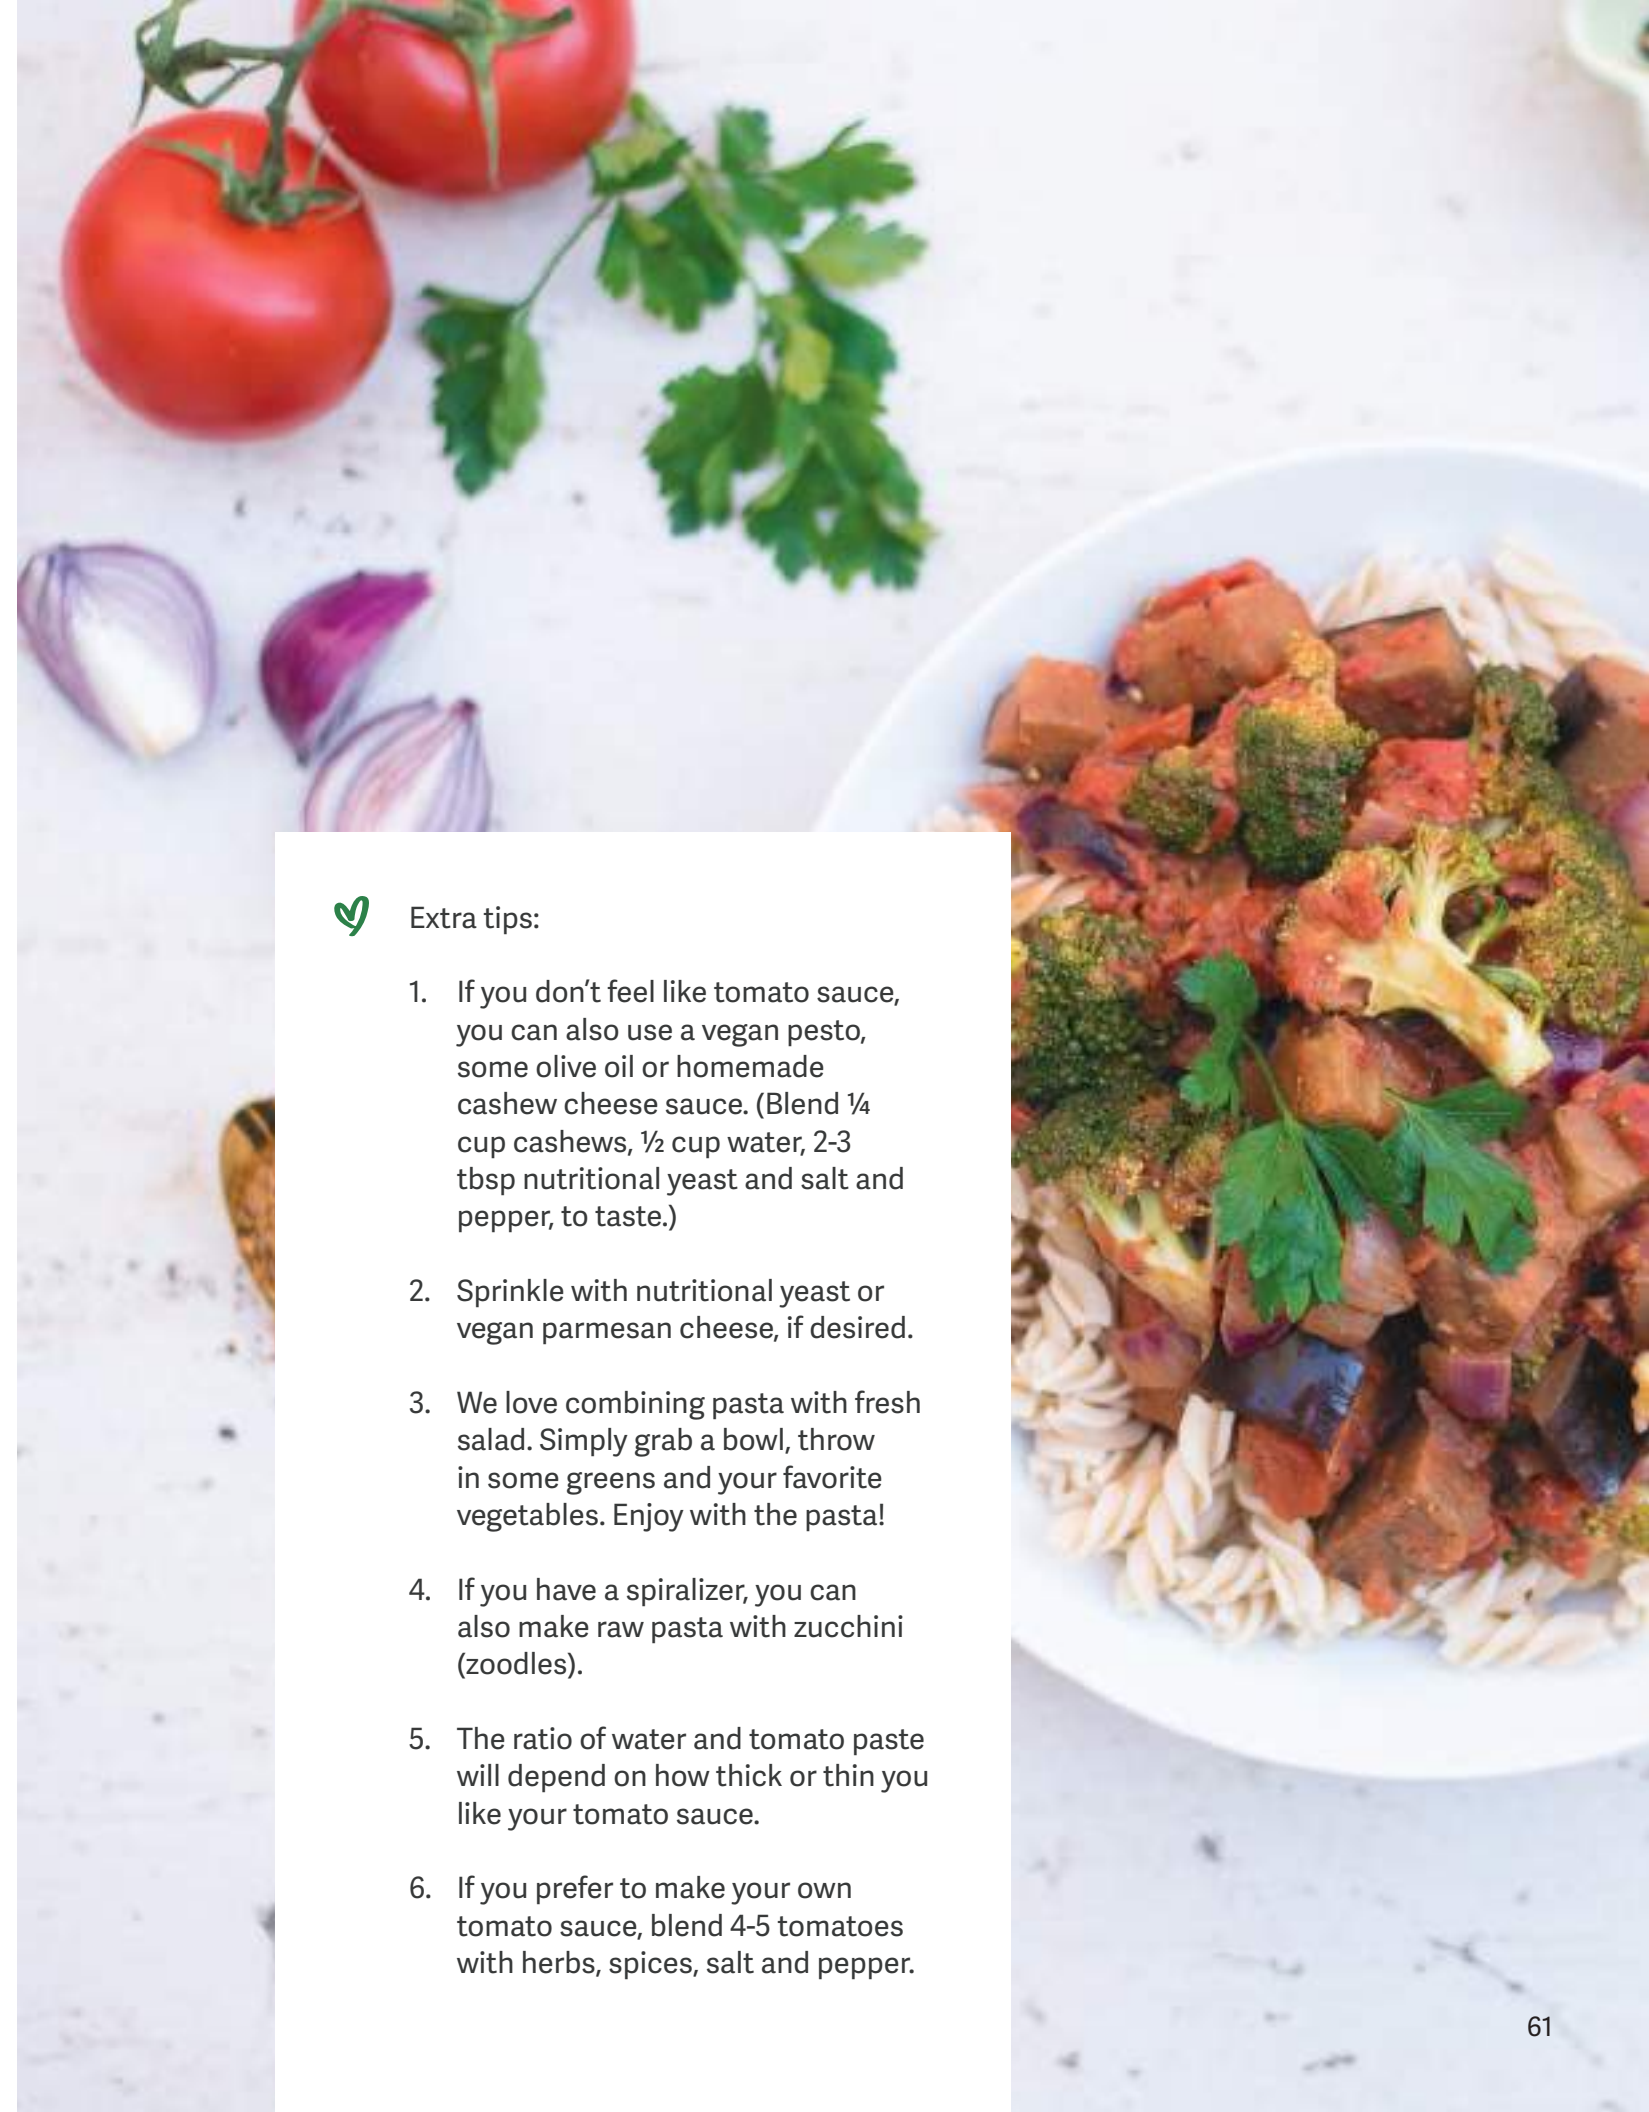 Extra tips:
1. If you don’t feel like tomato sauce,
you can also use a vegan pesto,
some olive oil or homemade
cashew cheese sauce. (Blend ¼
cup cashews, ½ cup water, 2-3
tbsp nutritional yeast and salt and
pepper, to taste.)
2. Sprinkle with nutritional yeast or
vegan parmesan cheese, if desired.
3. We love combining pasta with fresh
salad. Simply grab a bowl, throw
in some greens and your favorite
vegetables. Enjoy with the pasta!
4. If you have a spiralizer, you can
also make raw pasta with zucchini
(zoodles).
5. The ratio of water and tomato paste
will depend on how thick or thin you
like your tomato sauce.
6. If you prefer to make your own
tomato sauce, blend 4-5 tomatoes
with herbs, spices, salt and pepper.
61